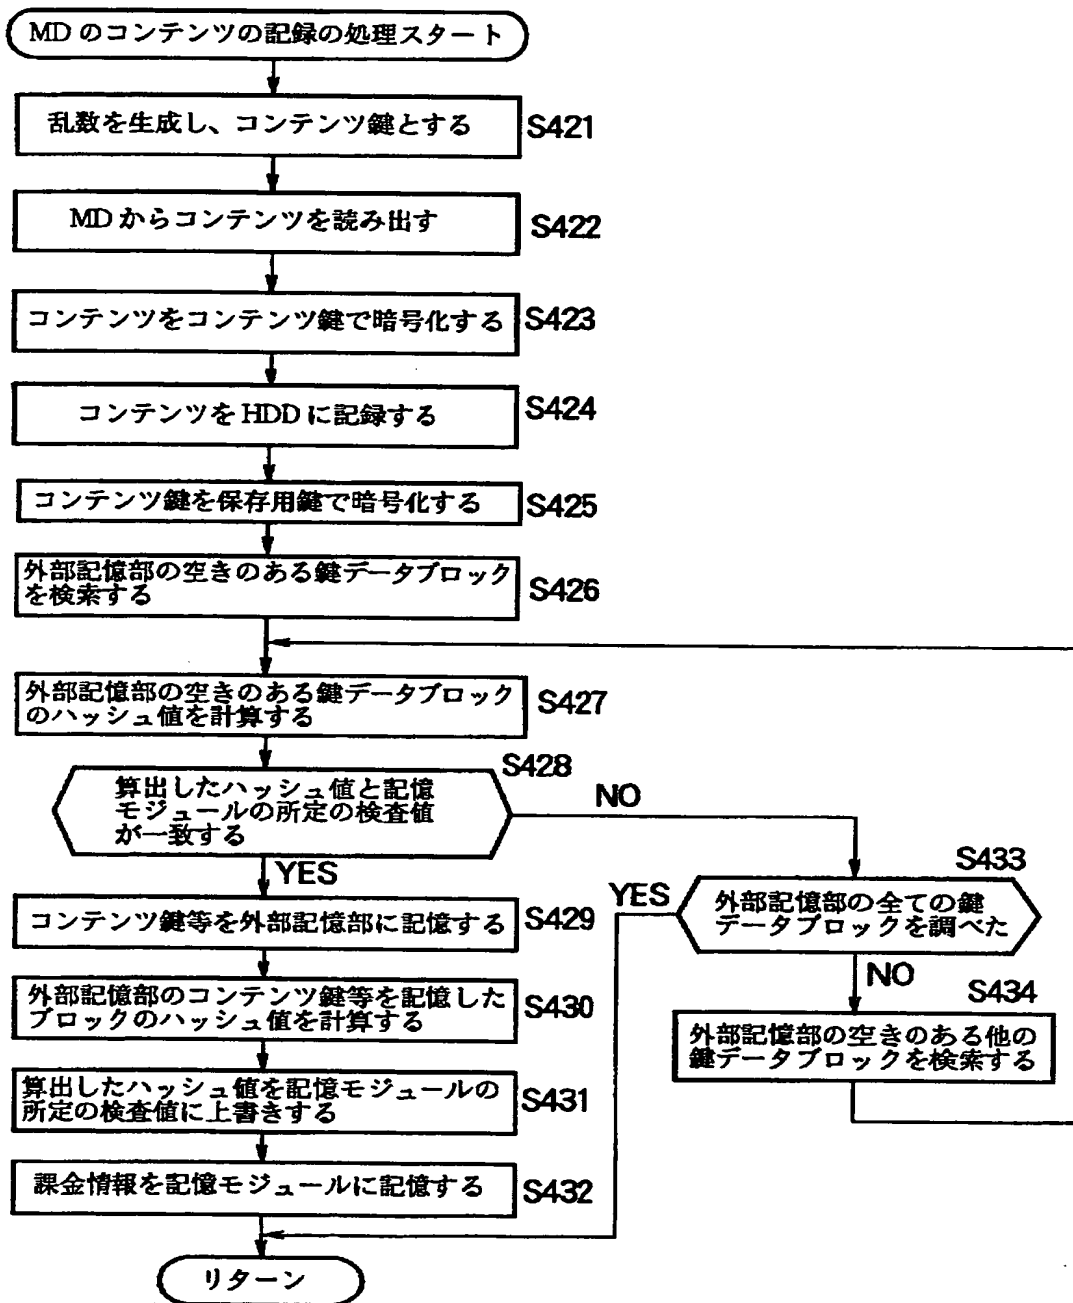 MDのコンテンツの記録の処理スタート
乱数を生成し、コンテンツ鍵とする
S421
MDからコンテンツを読み出す
S422
コンテンツをコンテンツ鍵で暗号化する
S423
コンテンツをHDDに記録する
S424
コンテンツ鍵を保存用鍵で暗号化する
S425
外部記憶部の空きのある鍵データブロック
を検索する
S426
外部記憶部の空きのある鍵データブロック
のハッシュ値を計算する
S427
S428
算出したハッシュ値と記憶
モジュールの所定の検査値
が一致する
NO
YES
S433
外部記憶部の全ての鍵
データブロックを調べた
YES
NO
S434
外部記憶部の空きのある他の
鍵データブロックを検索する
コンテンツ鍵等を外部記憶部に記憶する
S429
外部記憶部のコンテンツ鍵等を記憶した
ブロックのハッシュ値を計算する
S430
算出したハッシュ値を記憶モジュールの
所定の検査値に上書きする
S431
課金情報を記憶モジュールに記憶する
S432
リターン